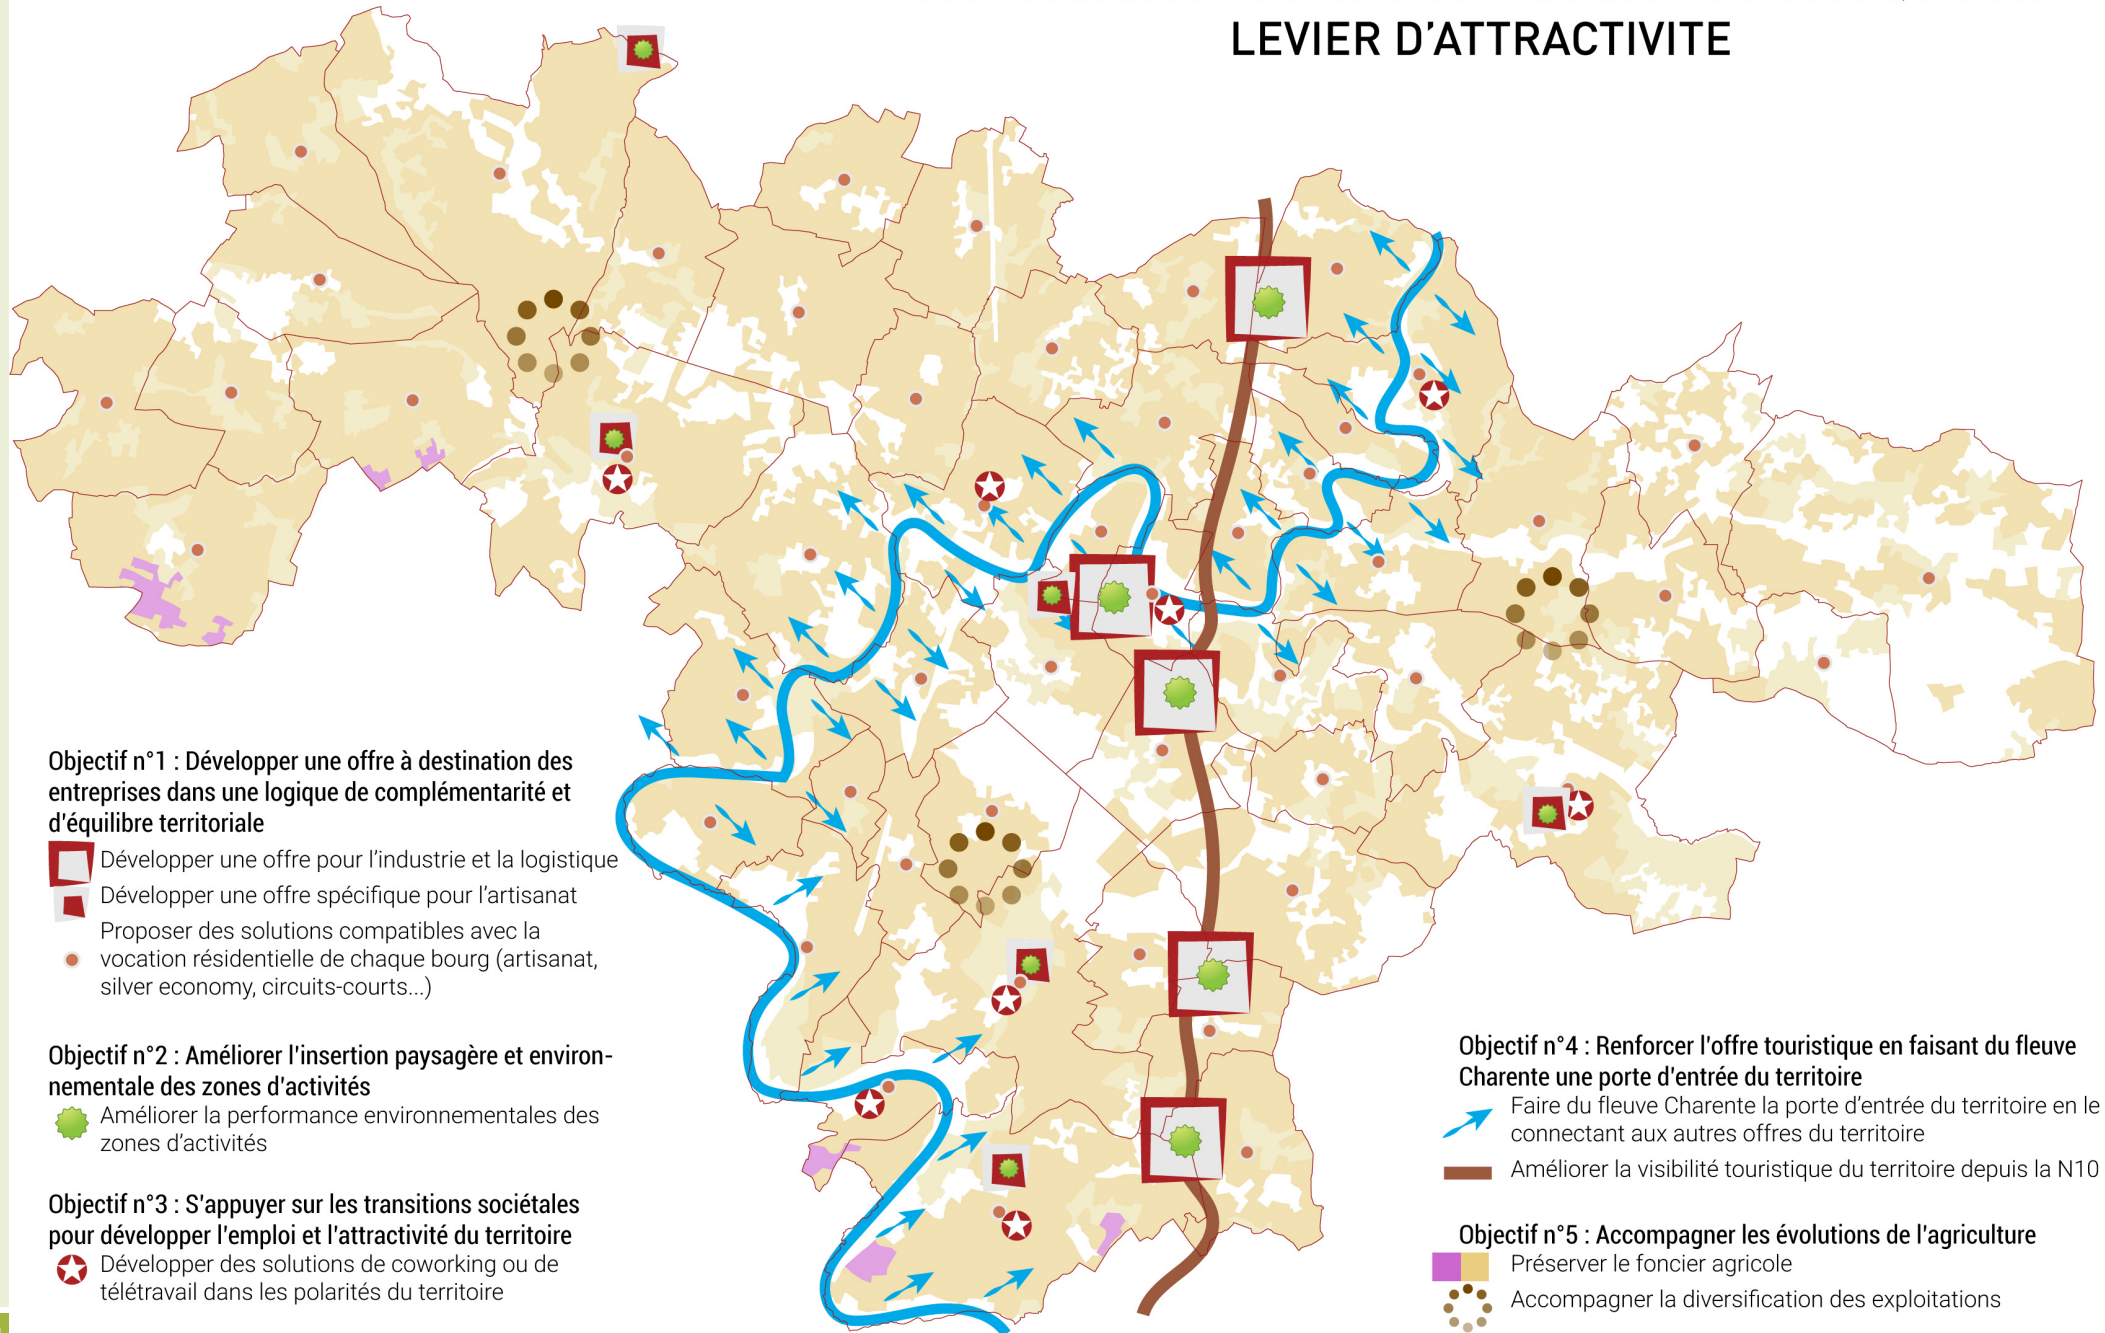 LEVIER D'ATTRACTIVITE
Objectif n°1 : Développer une offre à destination des
entreprises dans une logique de complémentarité et
d'équilibre territoriale
Développer une offre pour l'industrie et la logistique
Développer une offre spécifique pour l'artisanat
Proposer des solutions compatibles avec la
vocation résidentielle de chaque bourg (artisanat,
silver economy, circuits-courts...)
Objectif n°2 : Améliorer l'insertion paysagère et environ-
nementale des zones d'activités
Améliorer la performance environnementales des
zones d'activités
Objectif n°3 : S'appuyer sur les transitions sociétales
pour développer l'emploi et l'attractivité du territoire
Développer des solutions de coworking ou de
télétravail dans les polarités du territoire
Objectif n°4 : Renforcer l'offre touristique en faisant du fleuve
Charente une porte d'entrée du territoire
Faire du fleuve Charente la porte d'entrée du territoire en le
connectant aux autres offres du territoire
Améliorer la visibilité touristique du territoire depuis la N10
Objectif n°5 : Accompagner les évolutions de l'agriculture
Préserver le foncier agricole
Accompagner la diversification des exploitations